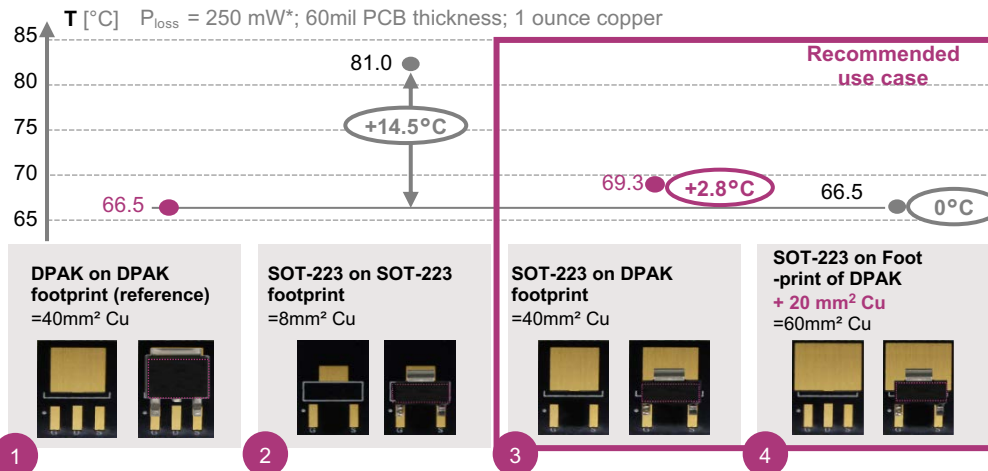 T [°C] P_loss = 250 mW*; 60mil PCB thickness; 1 ounce copper
85
80
75
70
65
Recommended
use case
81.0
+14.5°C
66.5
69.3
+2.8°C
66.5
0°C
DPAK on DPAK
footprint (reference)
=40mm² Cu
1
SOT-223 on SOT-223
footprint
=8mm² Cu
2
SOT-223 on DPAK
footprint
=40mm² Cu
3
SOT-223 on Foot
-print of DPAK
+ 20 mm² Cu
=60mm² Cu
4